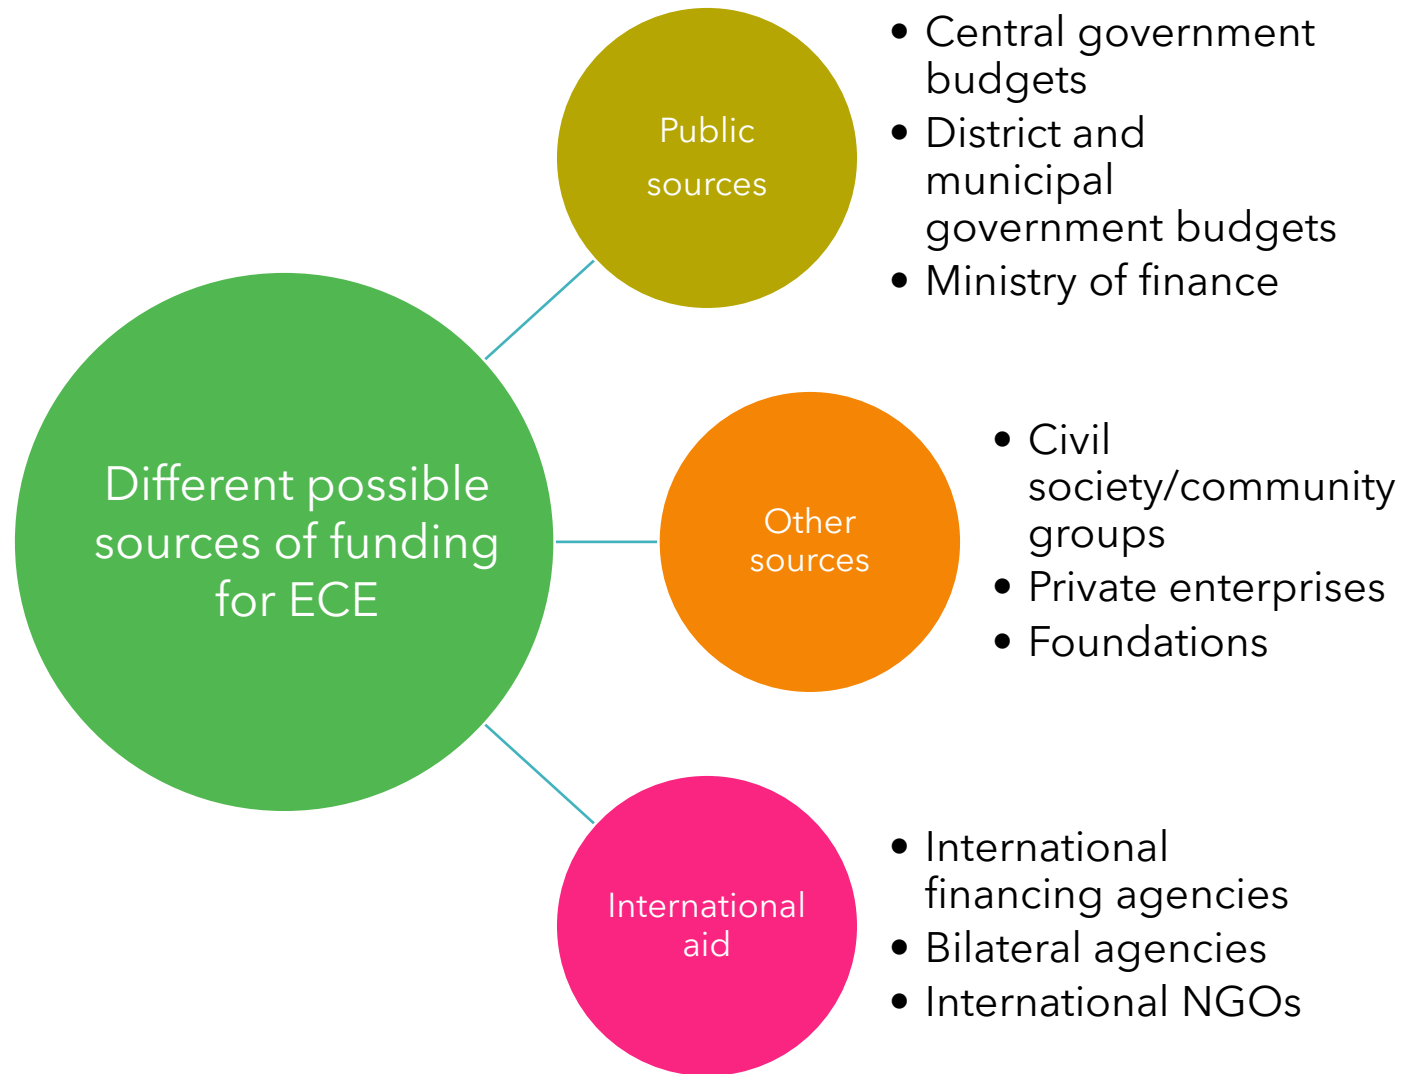 Different possible
sources of funding
for ECE
Public
sources
• Central government
budgets
• District and
municipal
government budgets
• Ministry of finance
Other
sources
• Civil
society/community
groups
• Private enterprises
• Foundations
International
aid
• International
financing agencies
• Bilateral agencies
• International NGOs